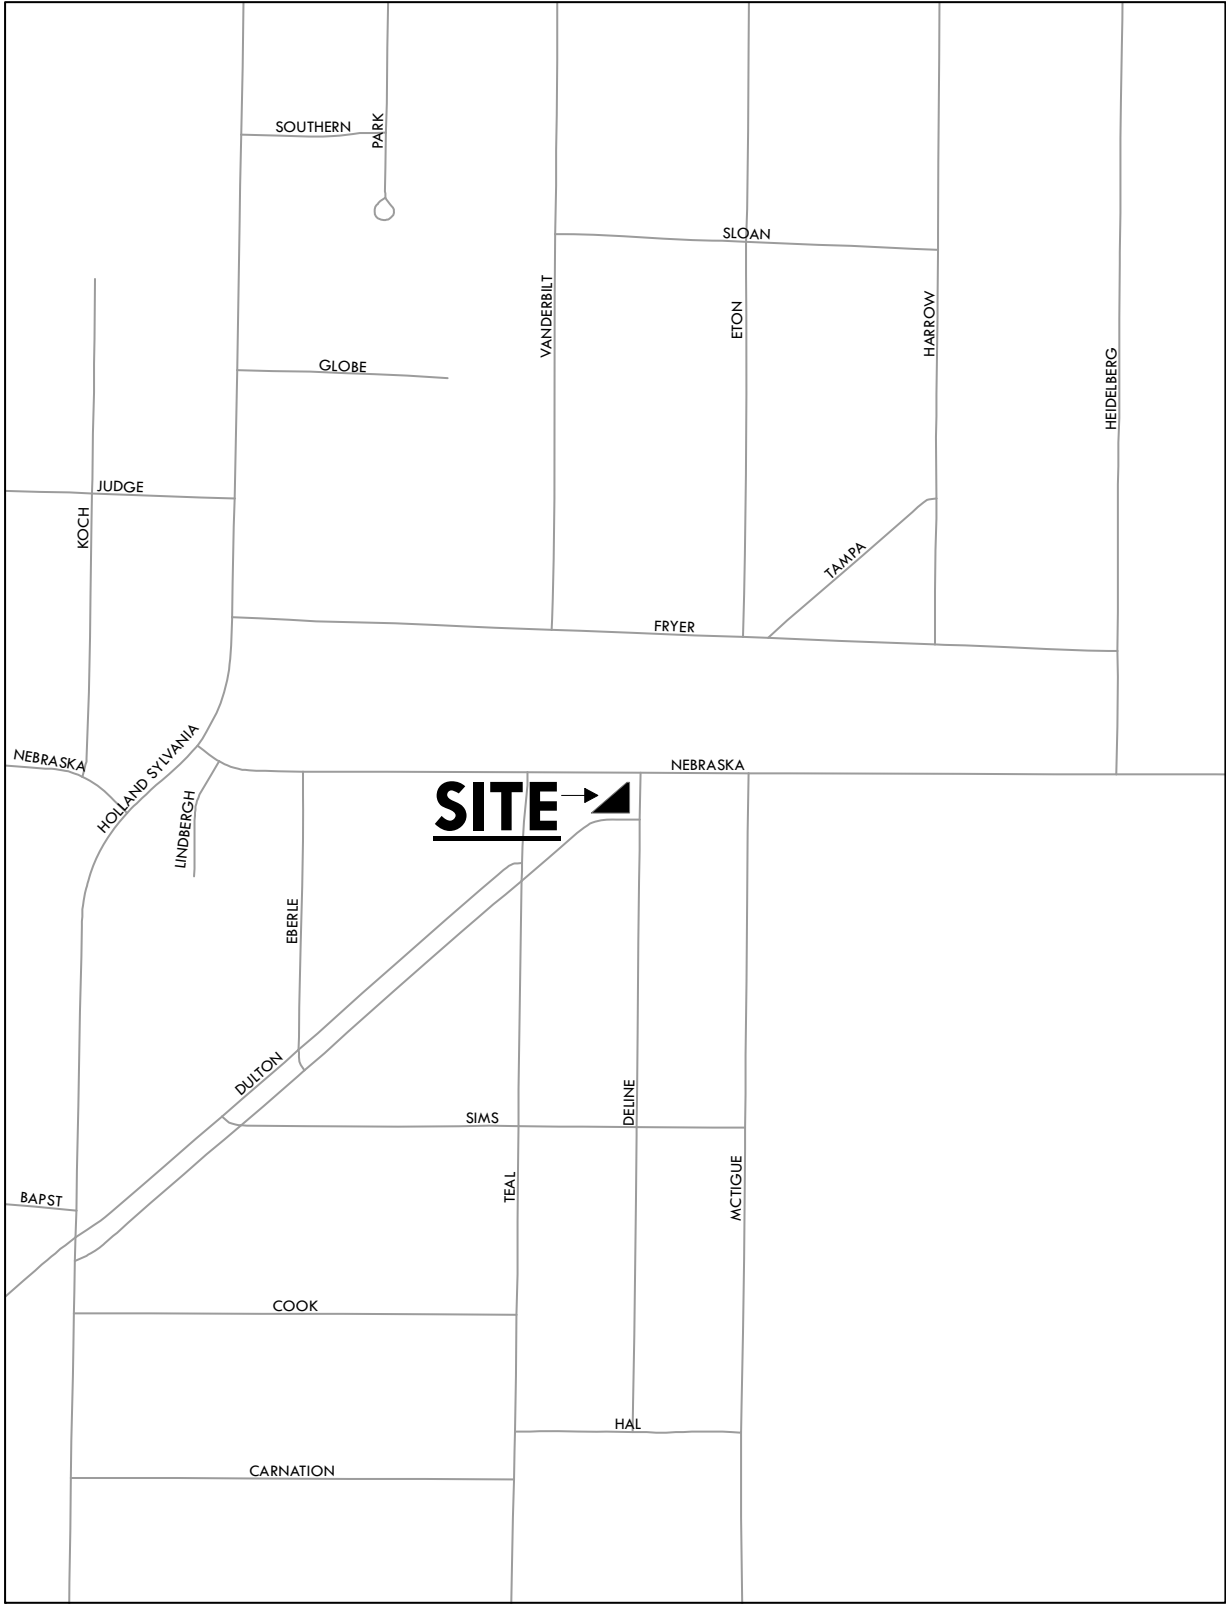 SOUTHERN
PARK
SLOAN
VANDERBILT
ETON
HARROW
HEIDELBERG
GLOBE
JUDGE
KOCH
TAMPA
FRYER
NEBRASKA
HOLLAND SYLVANIA
NEBRASKA
LINDBERGH
SITE
EBERLE
DULTON
SIMS
DELINE
TEAL
MCTIGUE
BAPST
COOK
HAL
CARNATION